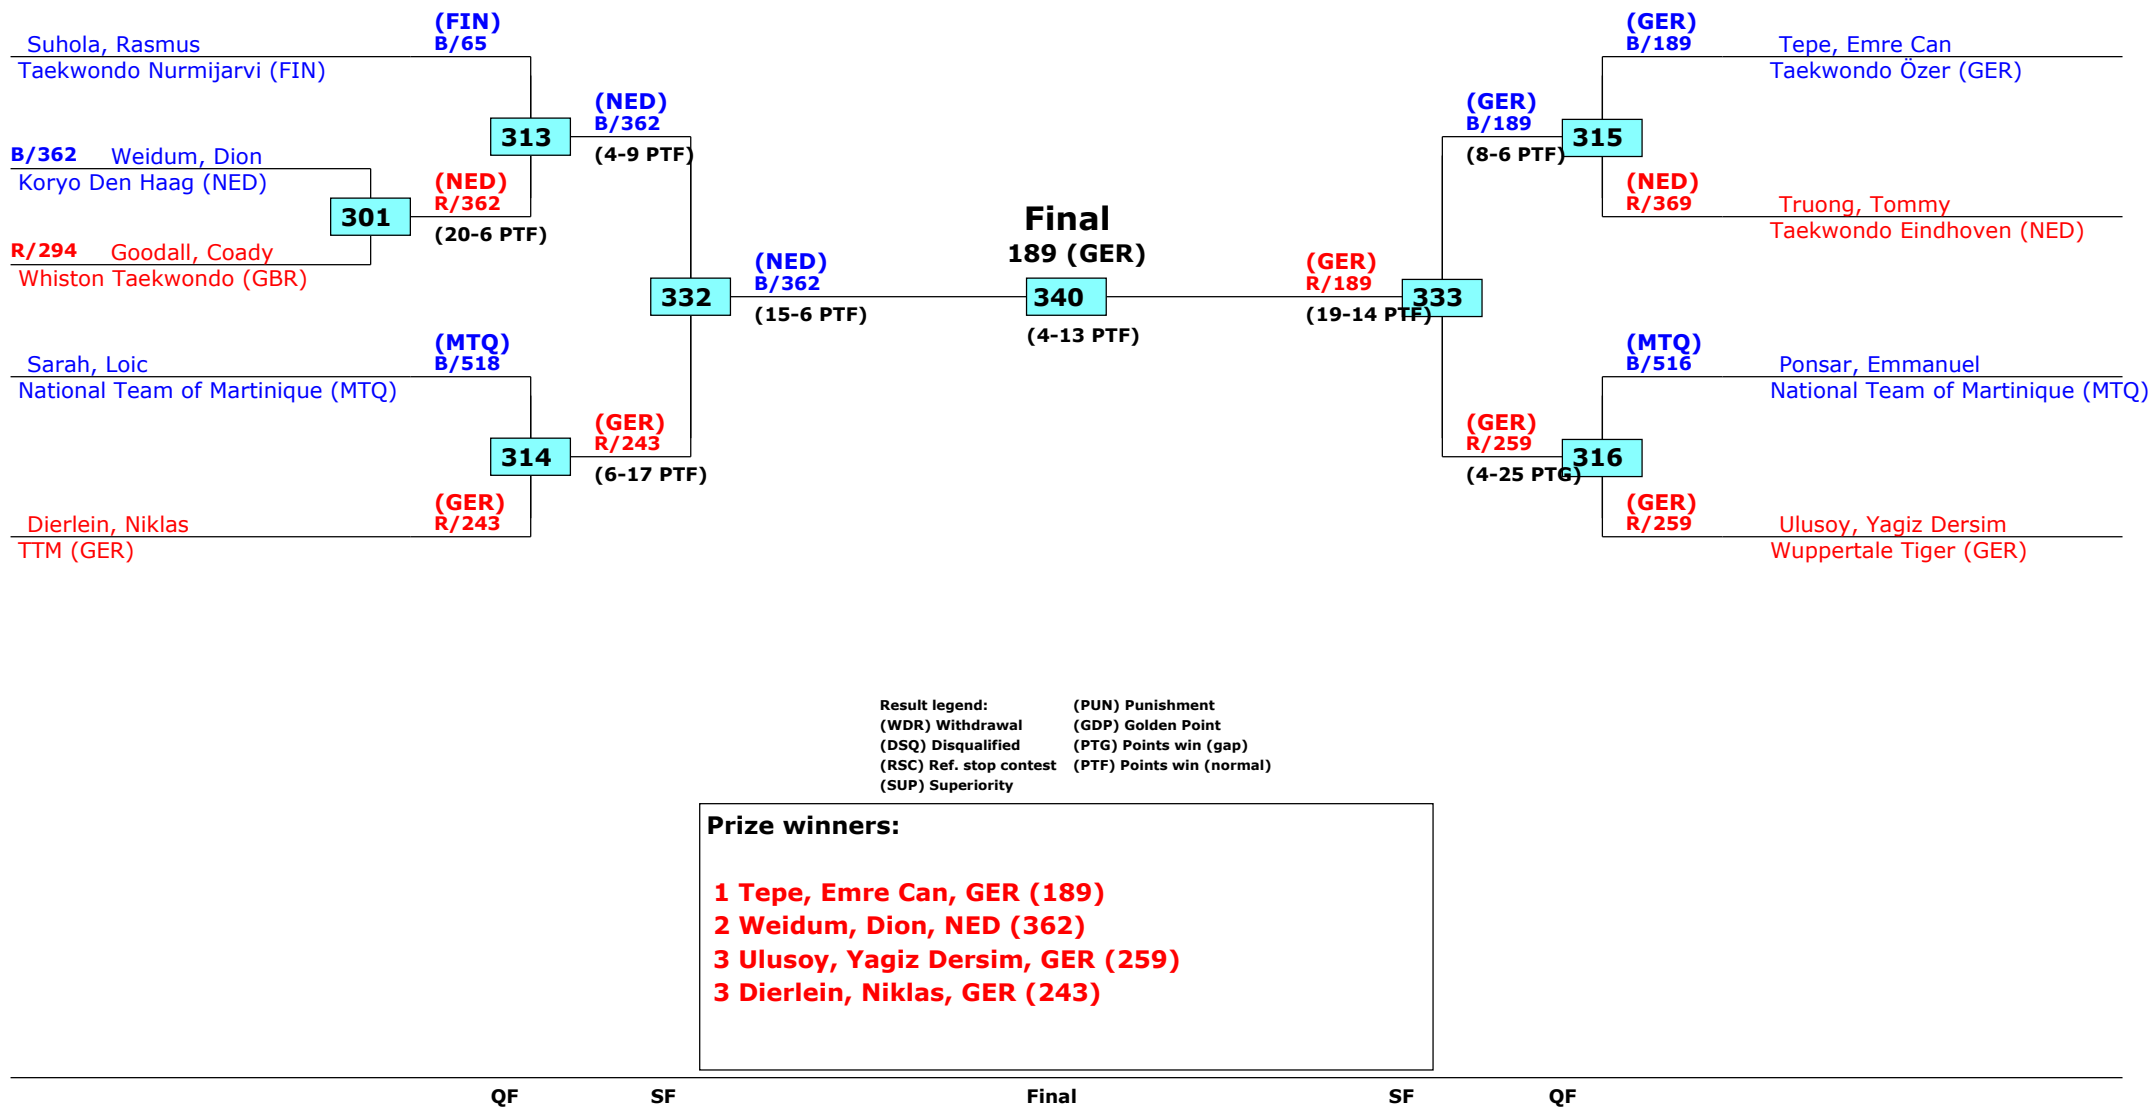 (FIN)
B/65
Suhola, Rasmus
Taekwondo Nurmijarvi (FIN)
313
(NED)
B/362
(4-9 PTF)
B/362 Weidum, Dion
Koryo Den Haag (NED)
301
(NED)
R/362
(20-6 PTF)
R/294 Goodall, Coady
Whiston Taekwondo (GBR)
332
(NED)
B/362
(15-6 PTF)
(MTQ)
B/518
Sarah, Loic
National Team of Martinique (MTQ)
314
(GER)
R/243
(6-17 PTF)
(GER)
R/243
Dierlein, Niklas
TTM (GER)
Final
189 (GER)
340
(4-13 PTF)
(GER)
R/189
(19-14 PTF)
333
(GER)
B/189
(8-6 PTF)
315
(GER)
B/189
Tepe, Emre Can
Taekwondo Özer (GER)
(NED)
R/369
Truong, Tommy
Taekwondo Eindhoven (NED)
(GER)
R/259
(4-25 PTG)
316
(MTQ)
B/516
Ponsar, Emmanuel
National Team of Martinique (MTQ)
(GER)
R/259
Ulusoy, Yagiz Dersim
Wuppertale Tiger (GER)
Result legend: (PUN) Punishment
(WDR) Withdrawal (GDP) Golden Point
(DSQ) Disqualified (PTG) Points win (gap)
(RSC) Ref. stop contest (PTF) Points win (normal)
(SUP) Superiority
Prize winners:
1 Tepe, Emre Can, GER (189)
2 Weidum, Dion, NED (362)
3 Ulusoy, Yagiz Dersim, GER (259)
3 Dierlein, Niklas, GER (243)
QF SF Final SF QF